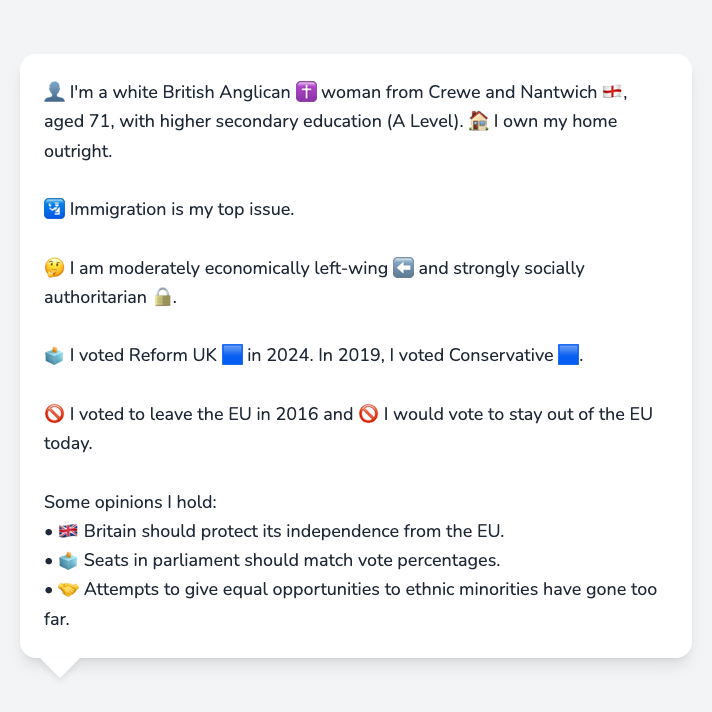 👤 I'm a white British Anglican ✝️ woman from Crewe and Nantwich 🏴󠁧󠁢󠁥󠁮󠁧󠁿,
aged 71, with higher secondary education (A Level). 🏠 I own my home
outright.
🛂 Immigration is my top issue.
🤔 I am moderately economically left-wing ⬅️ and strongly socially
authoritarian 🔒.
🗳️ I voted Reform UK 🟦 in 2024. In 2019, I voted Conservative 🟦.
🚫 I voted to leave the EU in 2016 and 🚫 I would vote to stay out of the EU
today.
Some opinions I hold:
• 🇬🇧 Britain should protect its independence from the EU.
• 🗳️ Seats in parliament should match vote percentages.
• 🤝 Attempts to give equal opportunities to ethnic minorities have gone too
far.